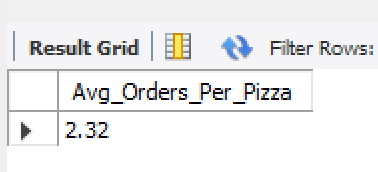 Result Grid Filter Rows:
Avg_Orders_Per_Pizza
2.32